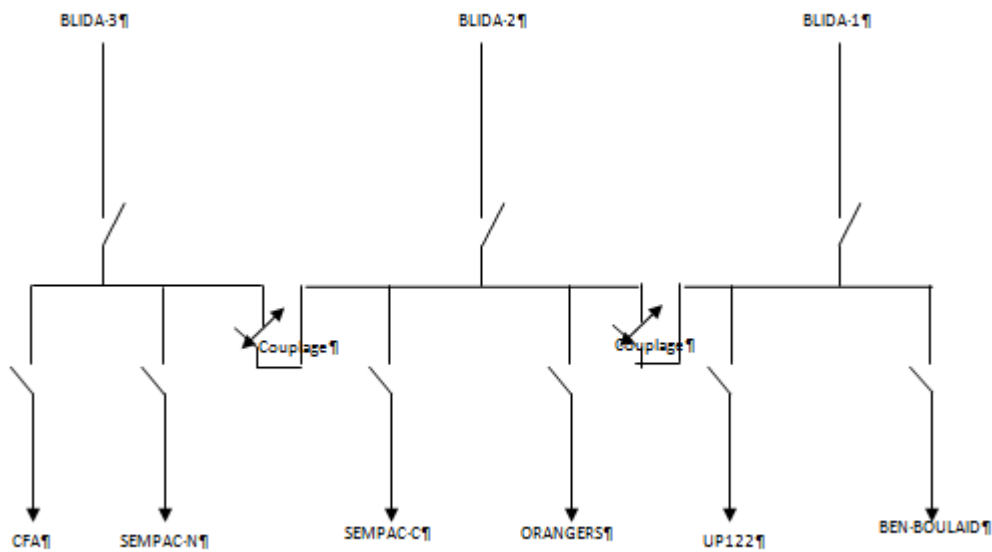 BLIDA-3¶
BLIDA-2¶
BLIDA-1¶
Couplage¶
Couplage¶
CFA¶
SEMPAC-N¶
SEMPAC-C¶
ORANGERS¶
UP122¶
BEN-BOULAID¶